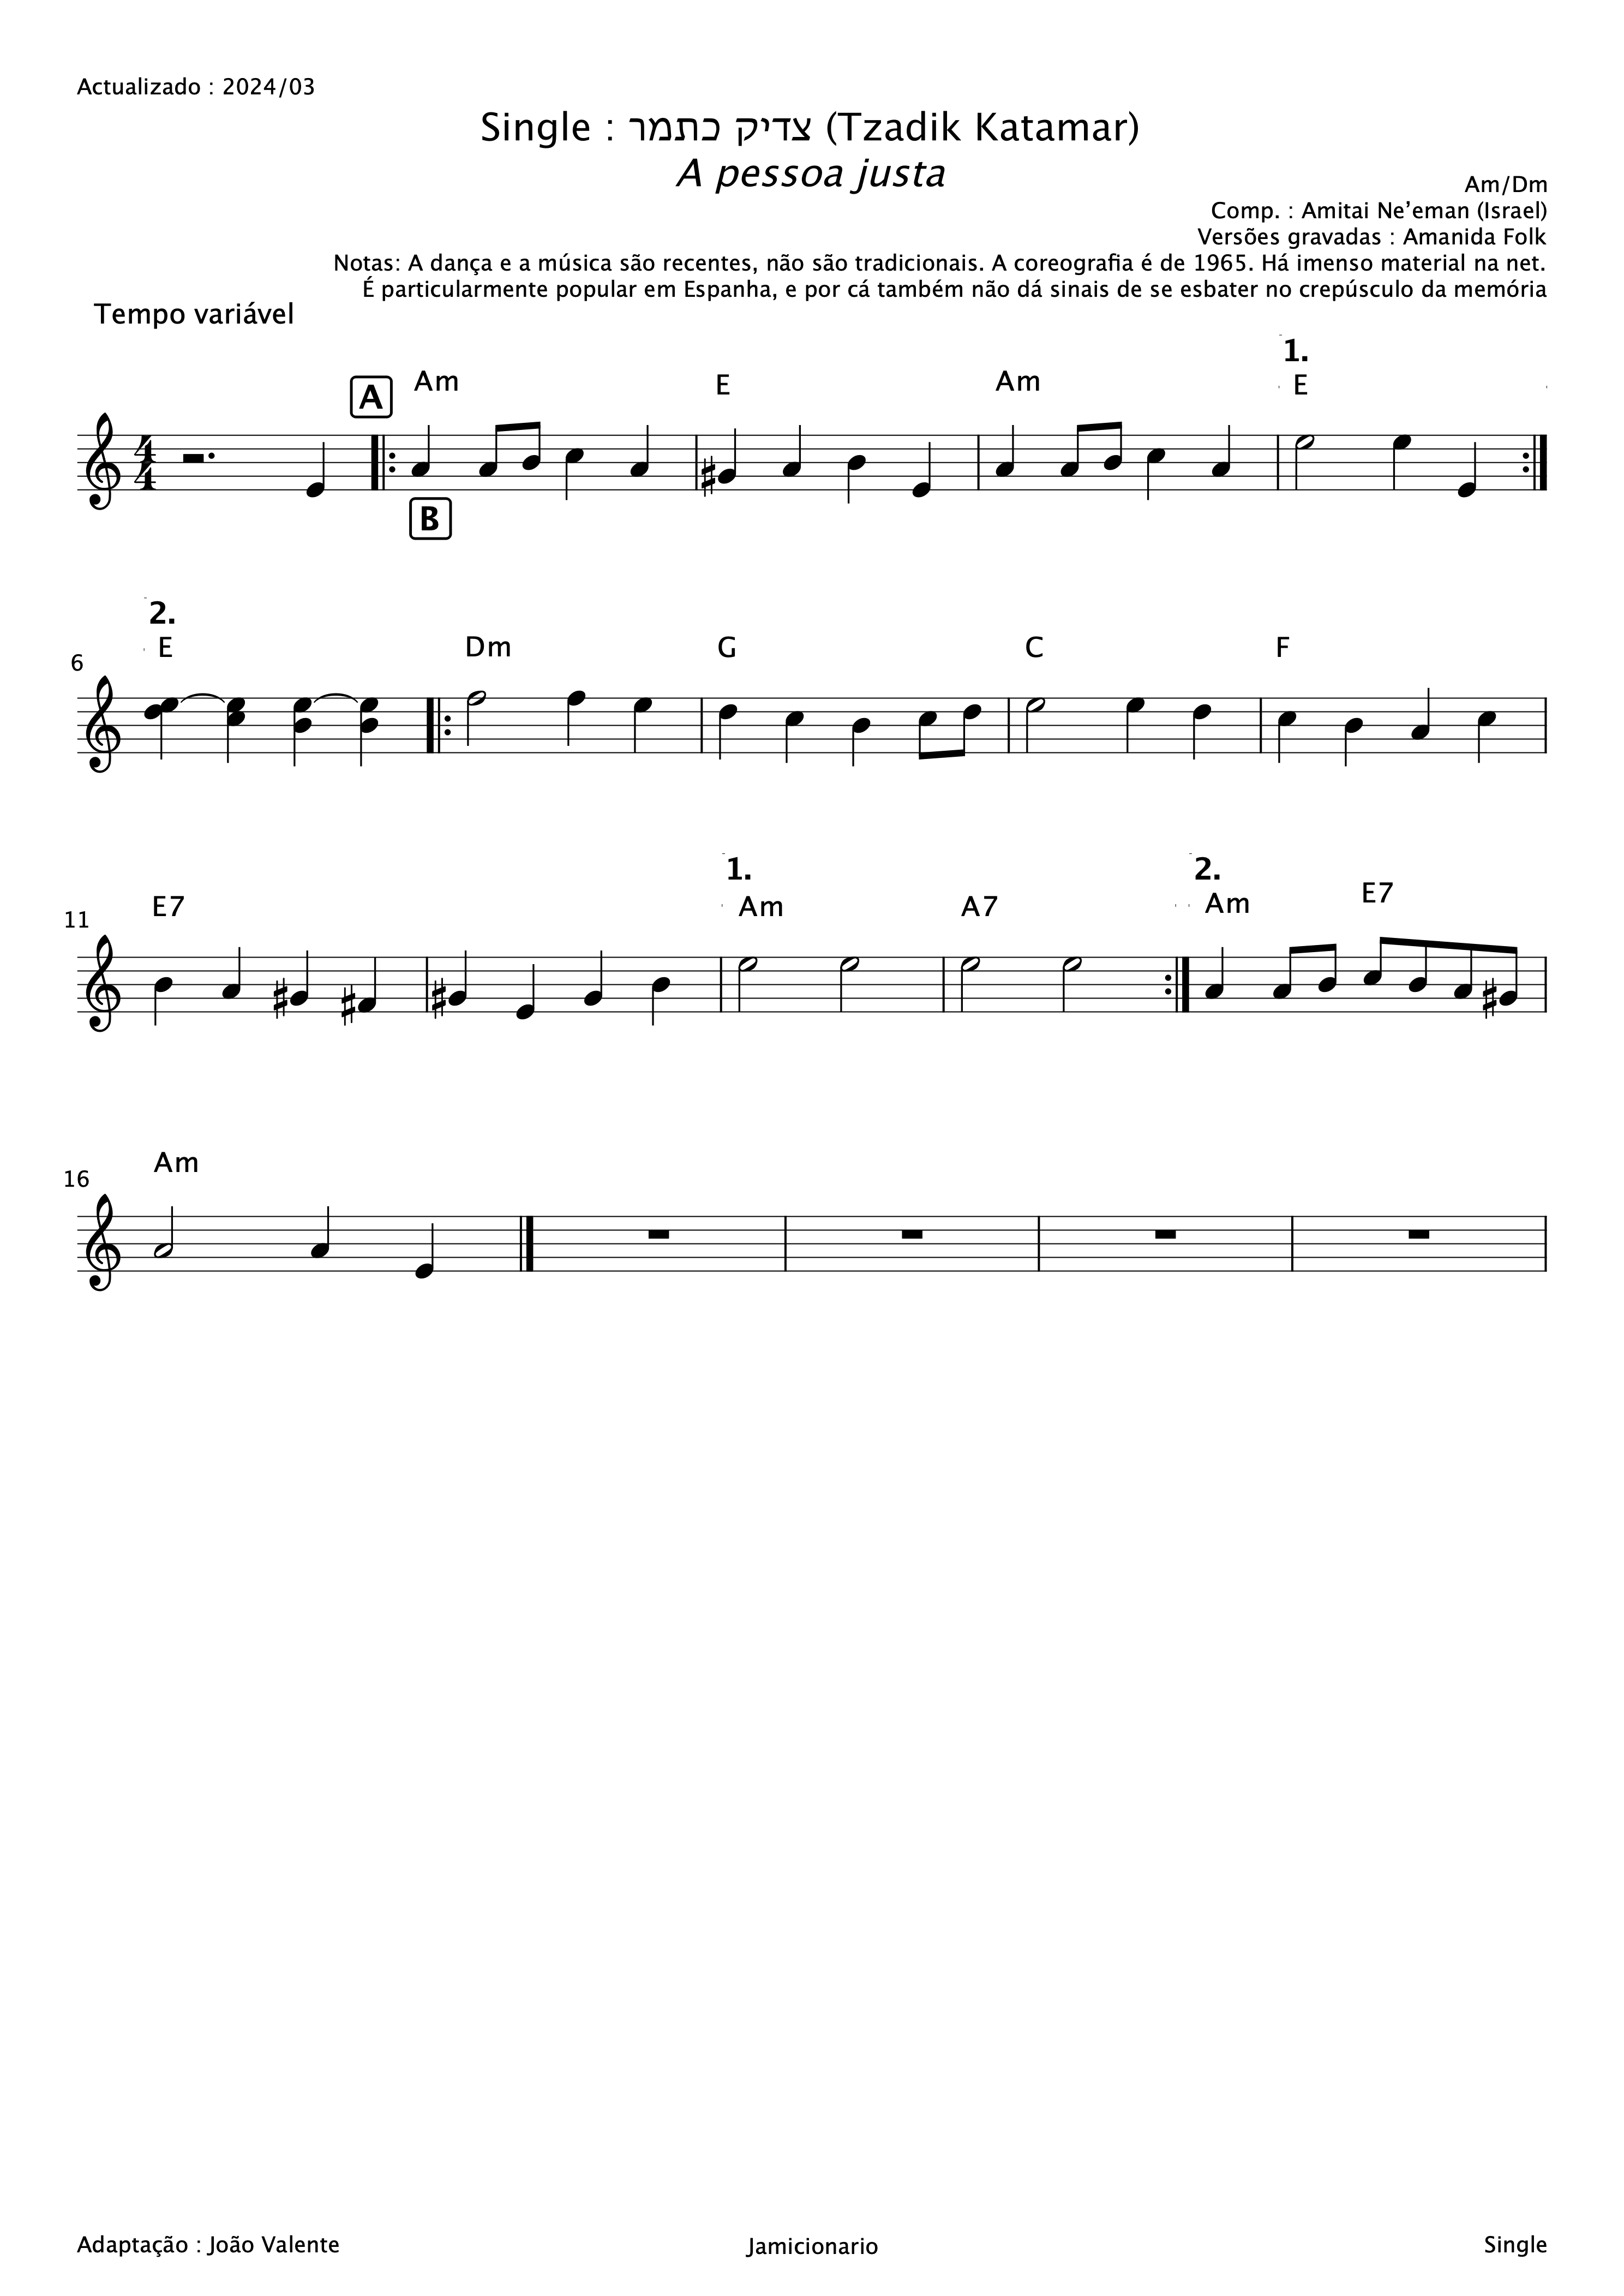 Actualizado : 2024/03
Single : צדיק כתמר (Tzadik Katamar)
A pessoa justa
Am/Dm
Comp. : Amitai Ne’eman (Israel)
Versões gravadas : Amanida Folk
Notas: A dança e a música são recentes, não são tradicionais. A coreografia é de 1965. Há imenso material na net.
É particularmente popular em Espanha, e por cá também não dá sinais de se esbater no crepúsculo da memória
Tempo variável
1.
A Am E Am E
4
4
B
2.
E Dm G C F
6
1. 2.
E7 Am A7 Am E7
11
Am
16
Adaptação : João Valente Jamicionario Single